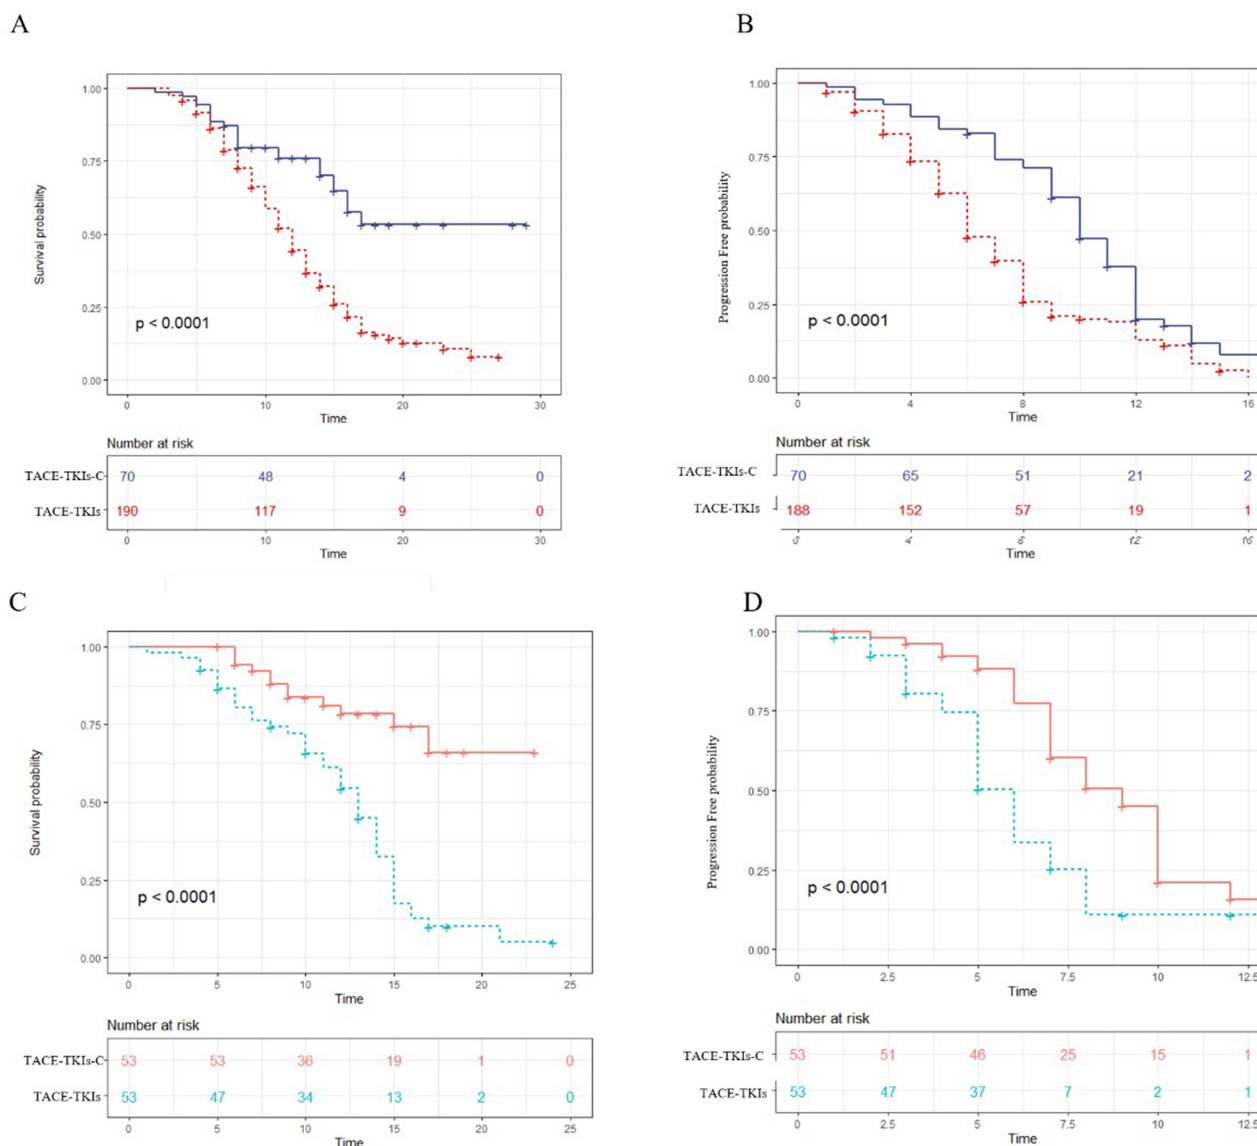 A
B
1.00
0.75
0.50
0.25
0.00
Survival probability
p < 0.0001
0 10 20 30
Time
Number at risk
TACE-TKIs-C 70 48 4 0
TACE-TKIs 190 117 9 0
0 10 20 30
Time
1.00
0.75
0.50
0.25
0.00
Progression Free probability
p < 0.0001
0 4 8 12 16
Time
Number at risk
TACE-TKIs-C 70 65 51 21 2
TACE-TKIs 188 152 57 19 1
Time
C
D
1.00
0.75
0.50
0.25
0.00
Survival probability
p < 0.0001
0 5 10 15 20 25
Time
Number at risk
TACE-TKIs-C 53 53 36 19 1 0
TACE-TKIs 53 47 34 13 2 0
0 5 10 15 20 25
Time
1.00
0.75
0.50
0.25
0.00
Progression Free probability
p < 0.0001
0 2.5 5 7.5 10 12.5
Time
Number at risk
TACE-TKIs-C 53 51 46 25 15 1
TACE-TKIs 53 47 37 7 2 1
0 2.5 5 7.5 10 12.5
Time